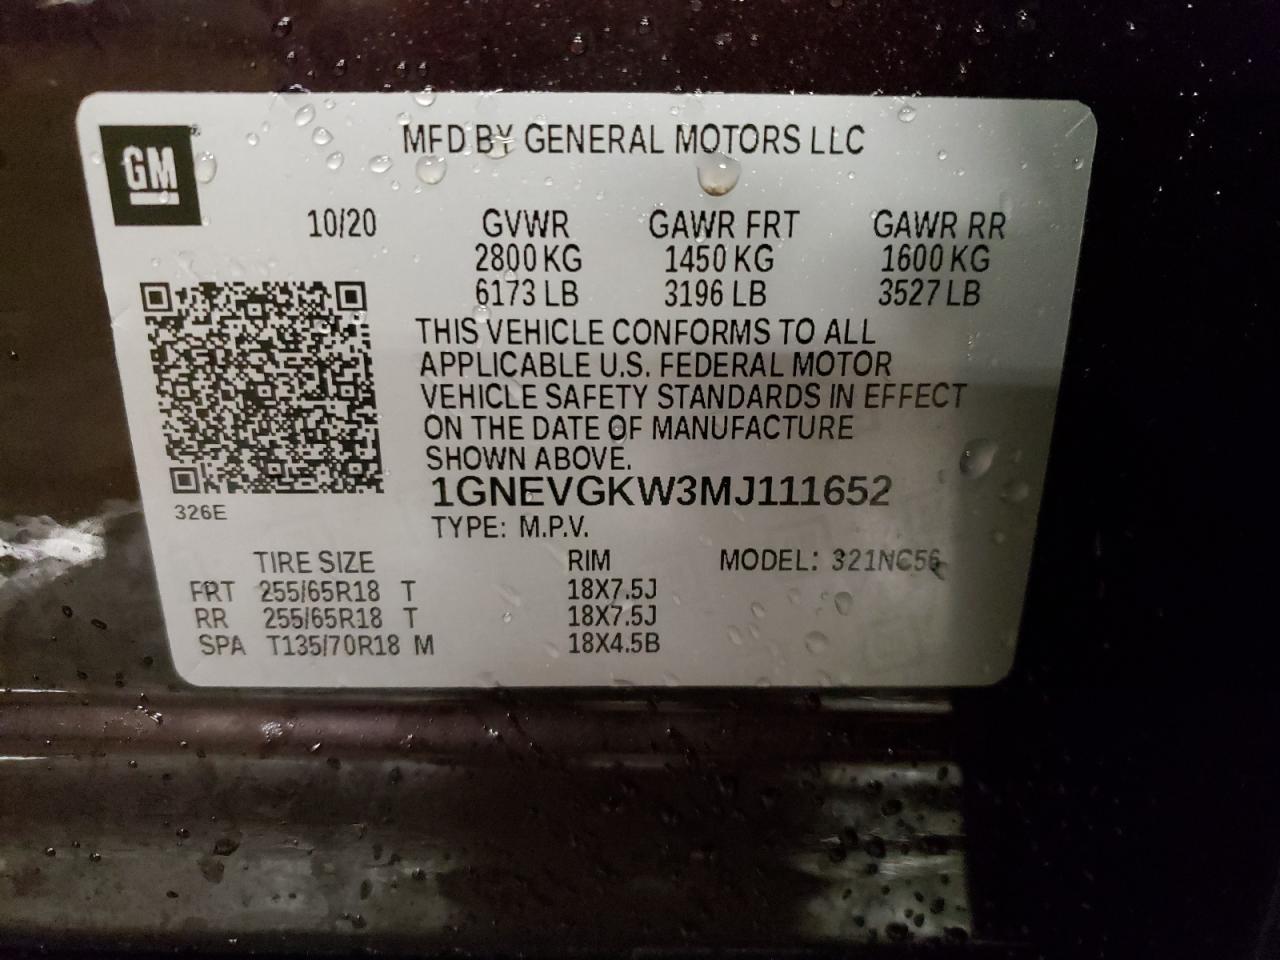 GM
MFD BY GENERAL MOTORS LLC
10/20 GVWR GAWR FRT GAWR RR
2800 KG 1450 KG 1600 KG
6173 LB 3196 LB 3527 LB
THIS VEHICLE CONFORMS TO ALL
APPLICABLE U.S. FEDERAL MOTOR
VEHICLE SAFETY STANDARDS IN EFFECT
ON THE DATE OF MANUFACTURE
SHOWN ABOVE.
1GNEVGKW3MJ111652
326E
TYPE: M.P.V.
TIRE SIZE RIM MODEL: 321NC56
FRT 255/65R18 T 18X7.5J
RR 255/65R18 T 18X7.5J
SPA T135/70R18 M 18X4.5B